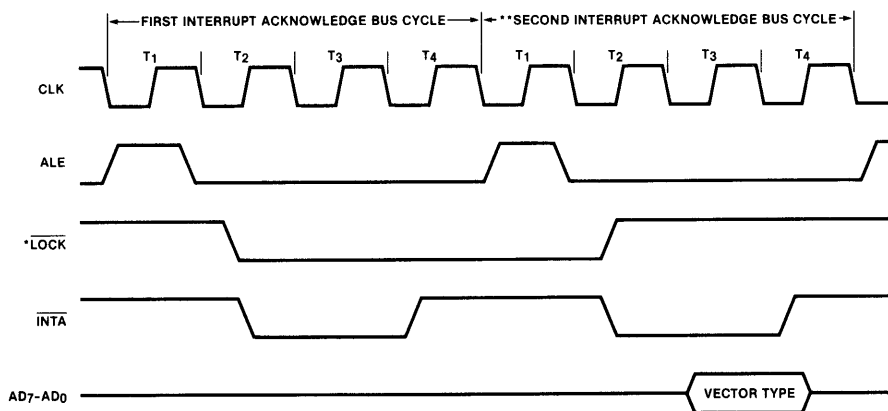 FIRST INTERRUPT ACKNOWLEDGE BUS CYCLE
**SECOND INTERRUPT ACKNOWLEDGE BUS CYCLE
T1 T2 T3 T4 T1 T2 T3 T4
CLK
ALE
*LOCK
INTA
AD7-AD0
VECTOR TYPE